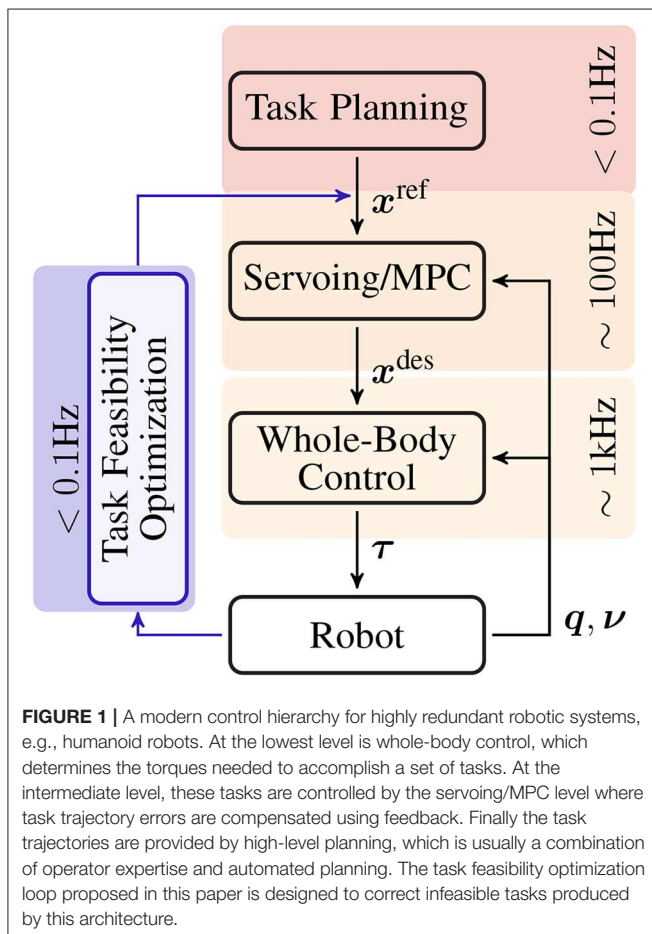 Task Planning
< 0.1Hz
x^ref
Servoing/MPC
~ 100Hz
x^des
Whole-Body
Control
~ 1kHz
τ
Robot
q, ν
Task Feasibility
Optimization
< 0.1Hz
FIGURE 1 | A modern control hierarchy for highly redundant robotic systems,
e.g., humanoid robots. At the lowest level is whole-body control, which
determines the torques needed to accomplish a set of tasks. At the
intermediate level, these tasks are controlled by the servoing/MPC level where
task trajectory errors are compensated using feedback. Finally the task
trajectories are provided by high-level planning, which is usually a combination
of operator expertise and automated planning. The task feasibility optimization
loop proposed in this paper is designed to correct infeasible tasks produced
by this architecture.